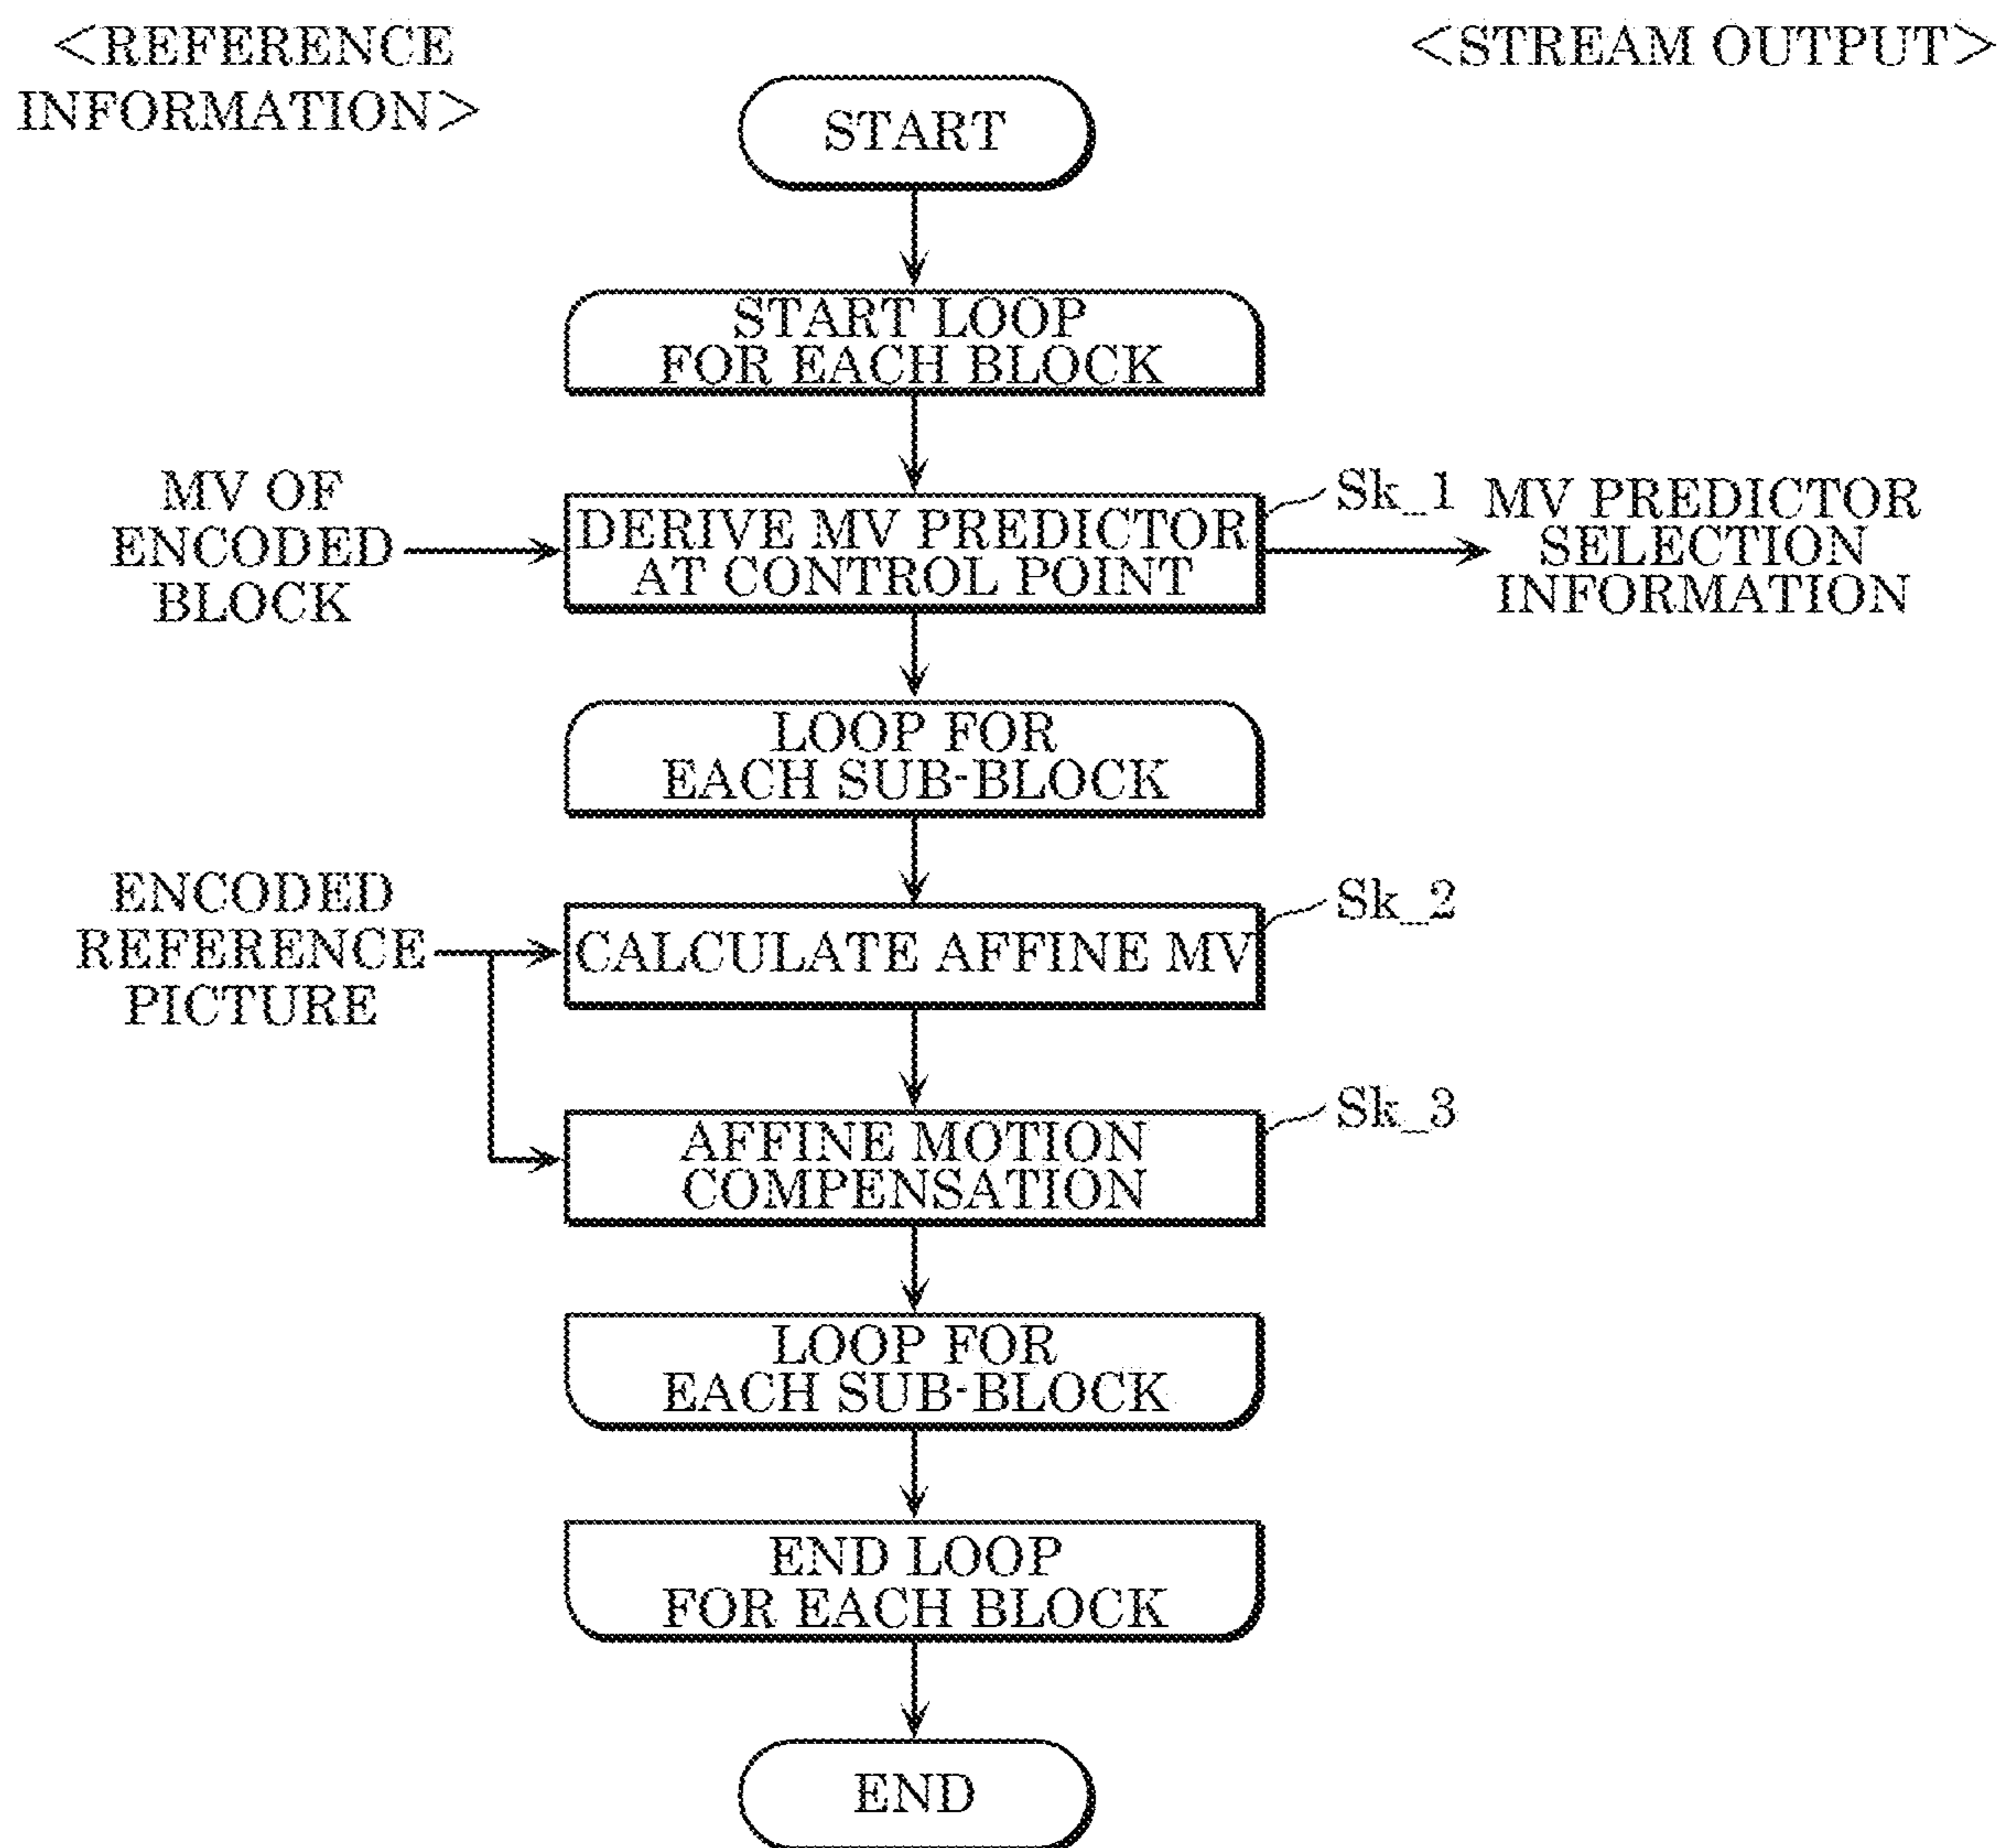 <REFERENCE
INFORMATION>
<STREAM OUTPUT>
START
START LOOP
FOR EACH BLOCK
MV OF
ENCODED
BLOCK
DERIVE MV PREDICTOR
AT CONTROL POINT
Sk_1
MV PREDICTOR
SELECTION
INFORMATION
LOOP FOR
EACH SUB-BLOCK
ENCODED
REFERENCE
PICTURE
CALCULATE AFFINE MV
Sk_2
AFFINE MOTION
COMPENSATION
Sk_3
LOOP FOR
EACH SUB-BLOCK
END LOOP
FOR EACH BLOCK
END